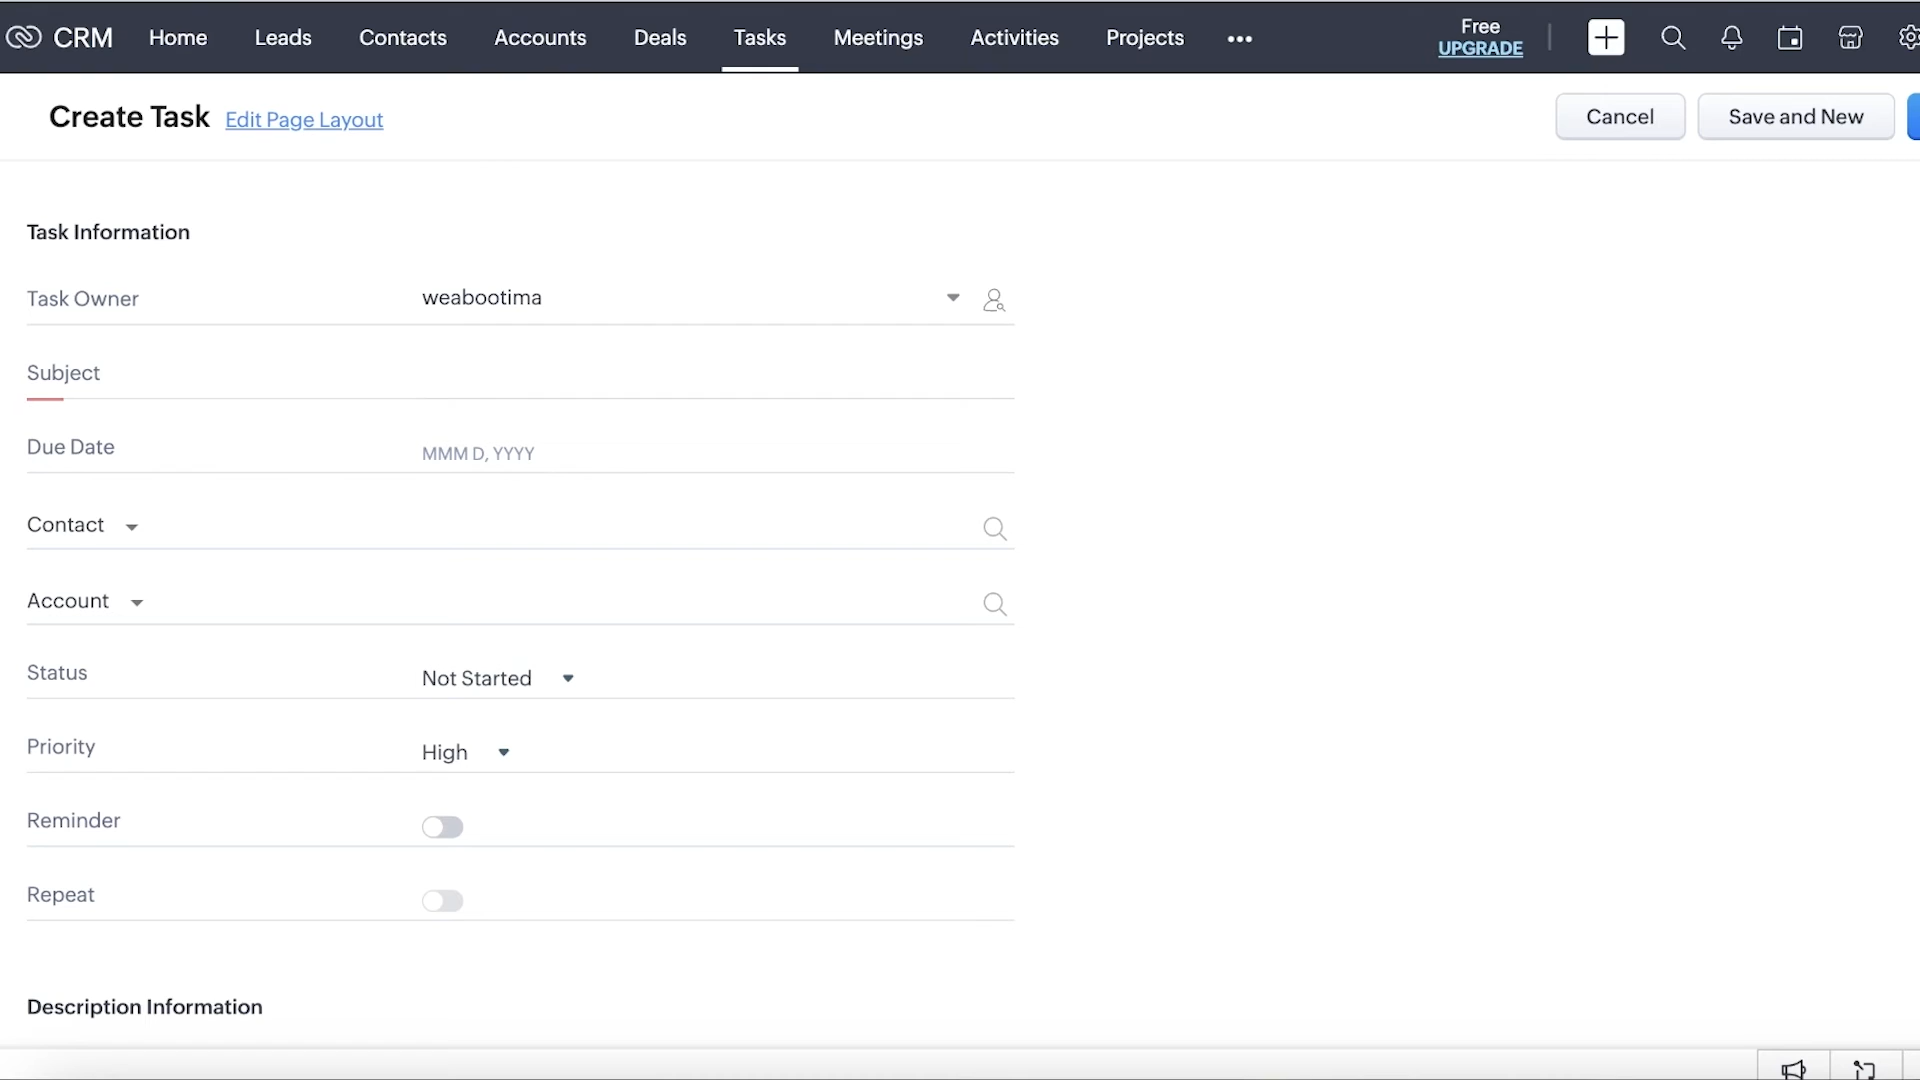 CRM Home Leads Contacts Accounts Deals Tasks Meetings Activities Projects ••• Free
UPGRADE
Create Task Edit Page Layout Cancel Save and New
Task Information
Task Owner weabootima
Subject
Due Date MMM D, YYYY
Contact
Account
Status Not Started
Priority High
Reminder
Repeat
Description Information